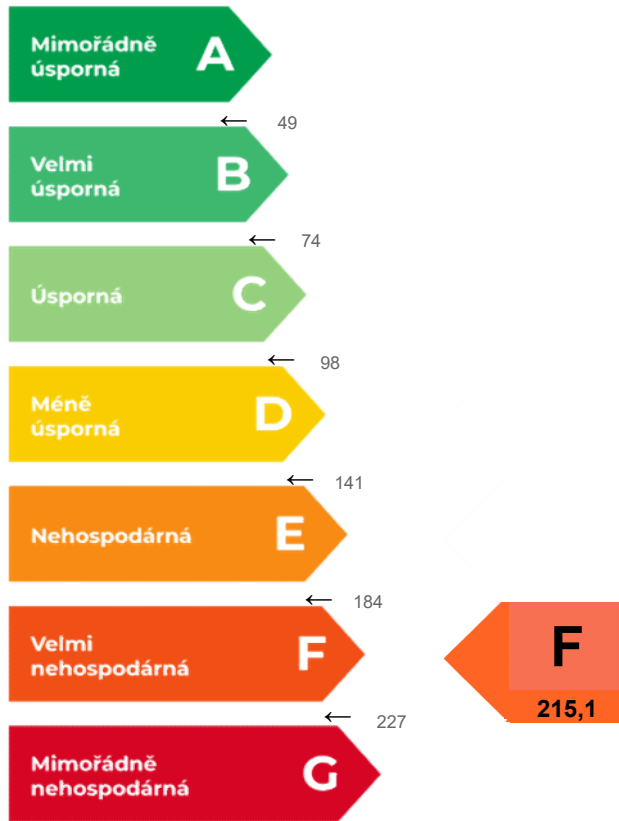 Mimořádně
úsporná
A
← 49
Velmi
úsporná
B
← 74
Úsporná
C
← 98
Méně
úsporná
D
← 141
Nehospodárná
E
← 184
Velmi
nehospodárná
F
F
215,1
← 227
Mimořádně
nehospodárná
G